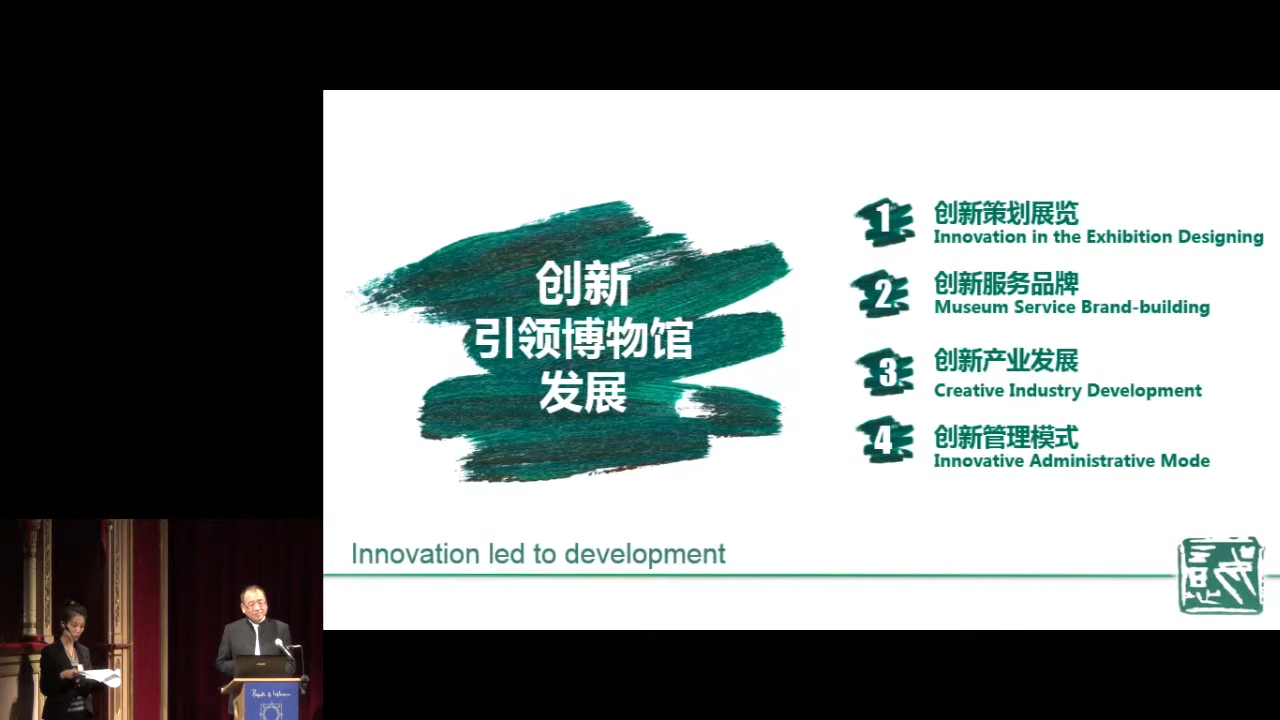 创新
引领博物馆
发展
1
创新策划展览
Innovation in the Exhibition Designing
2
创新服务品牌
Museum Service Brand-building
3
创新产业发展
Creative Industry Development
4
创新管理模式
Innovative Administrative Mode
Innovation led to development